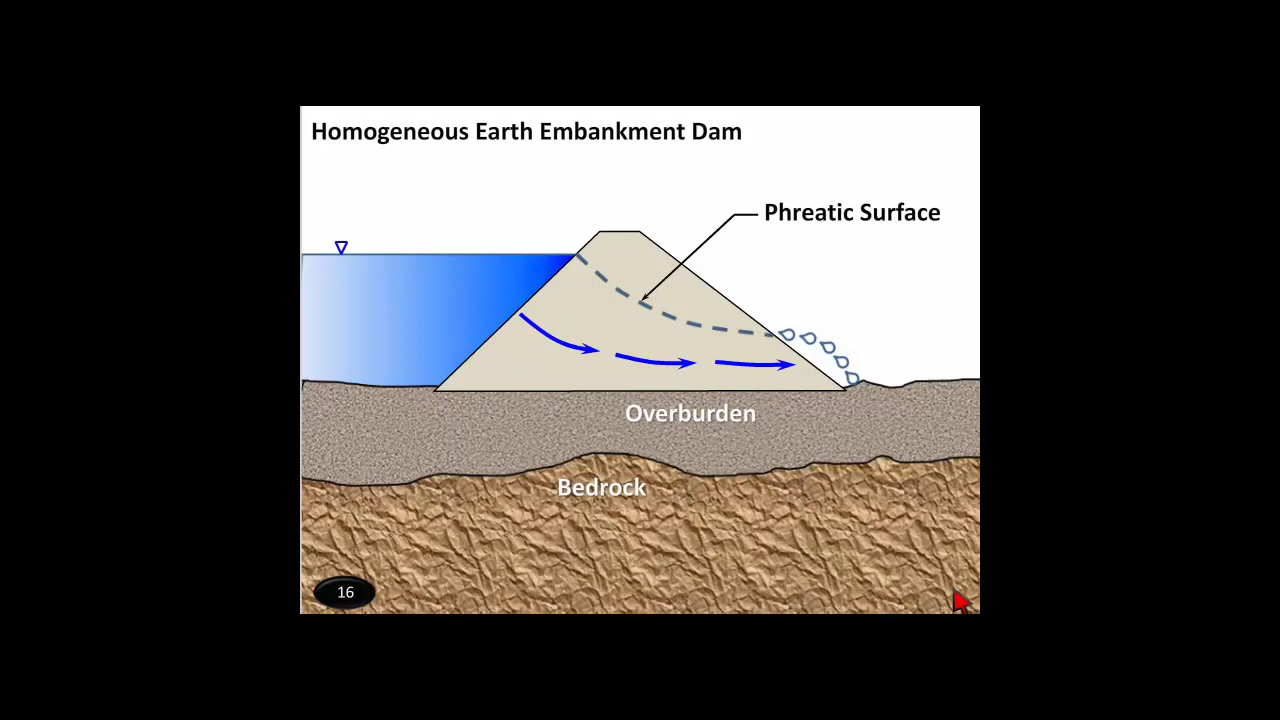 Homogeneous Earth Embankment Dam
Phreatic Surface
Overburden
Bedrock
16